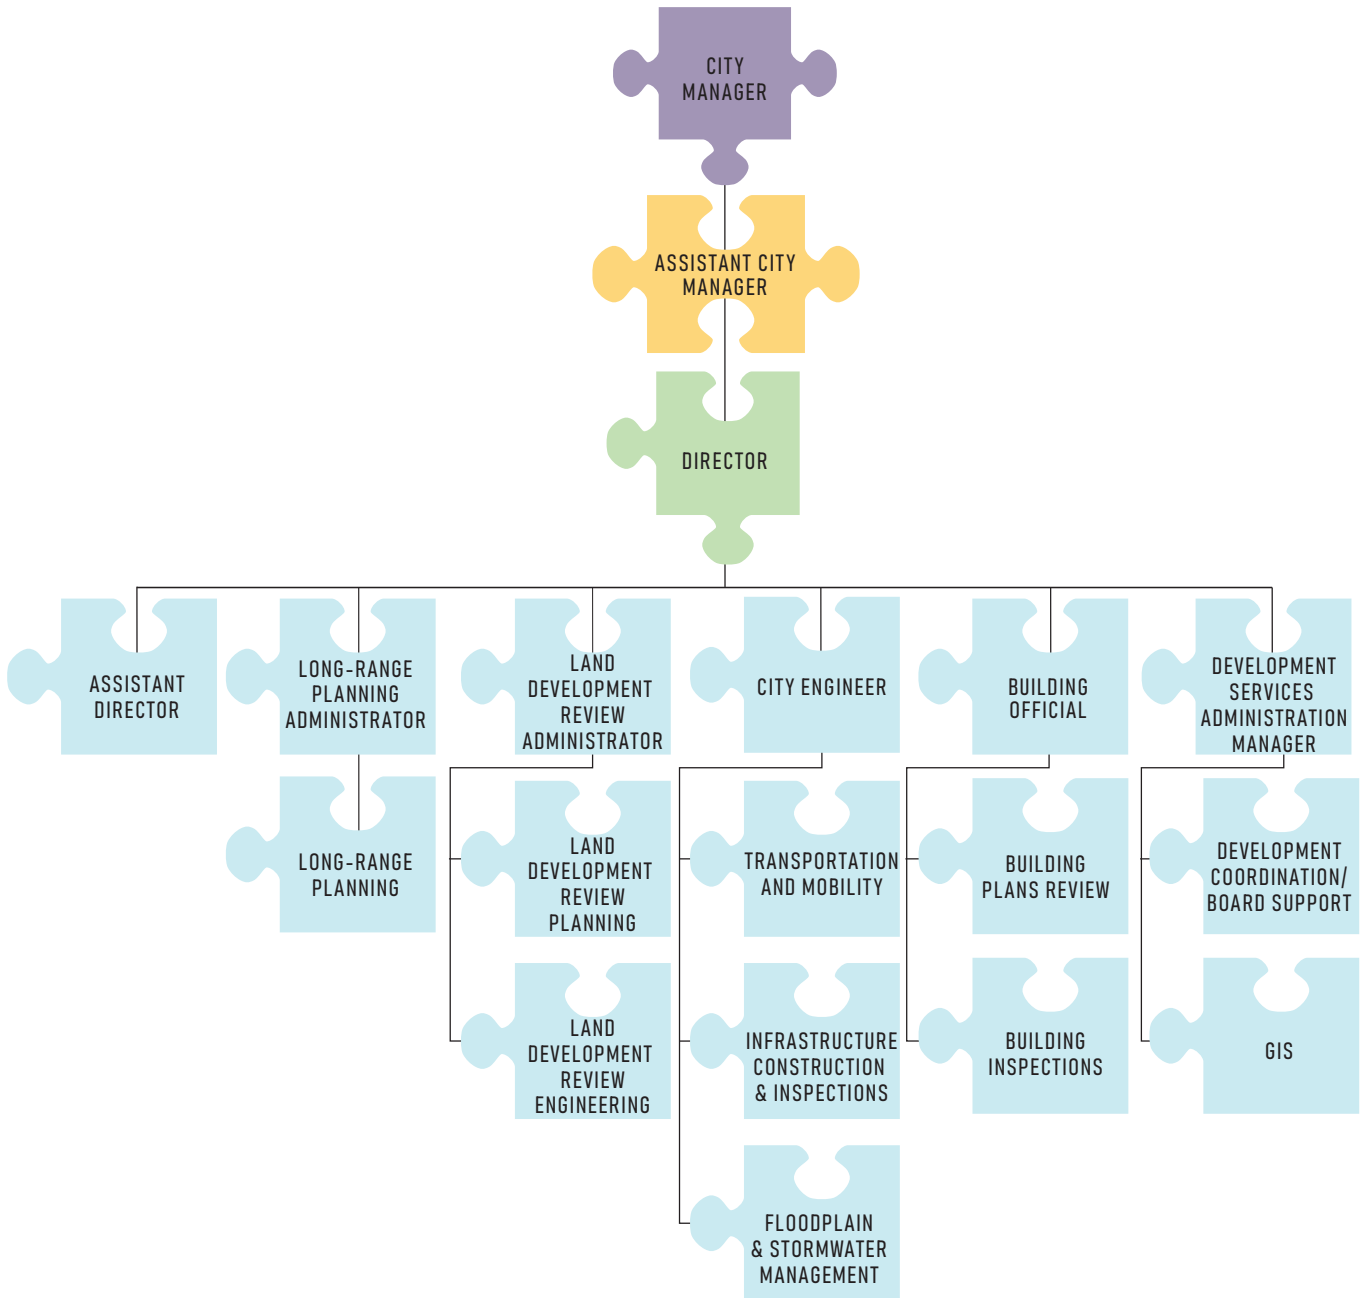 CITY
MANAGER
ASSISTANT CITY
MANAGER
DIRECTOR
ASSISTANT
DIRECTOR
LONG-RANGE
PLANNING
ADMINISTRATOR
LAND
DEVELOPMENT
REVIEW
ADMINISTRATOR
CITY ENGINEER
BUILDING
OFFICIAL
DEVELOPMENT
SERVICES
ADMINISTRATION
MANAGER
LONG-RANGE
PLANNING
LAND
DEVELOPMENT
REVIEW
PLANNING
TRANSPORTATION
AND MOBILITY
BUILDING
PLANS REVIEW
DEVELOPMENT
COORDINATION/
BOARD SUPPORT
LAND
DEVELOPMENT
REVIEW
ENGINEERING
INFRASTRUCTURE
CONSTRUCTION
& INSPECTIONS
BUILDING
INSPECTIONS
GIS
FLOODPLAIN
& STORMWATER
MANAGEMENT